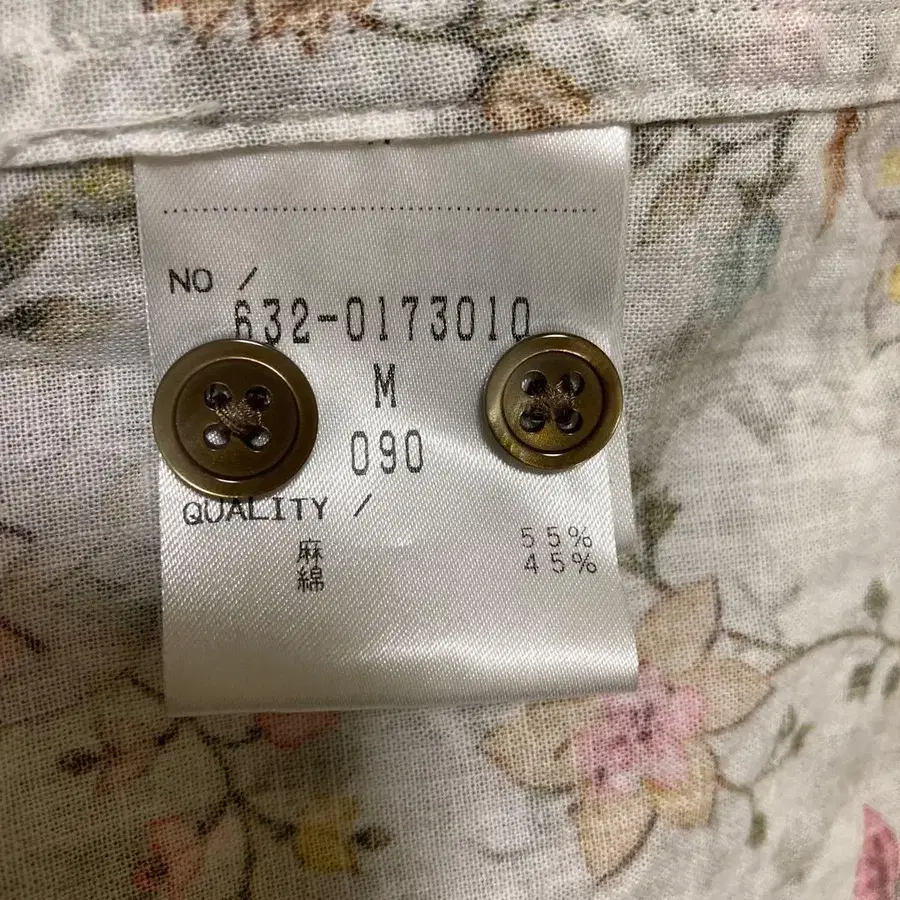 NO /
632-0173010
M
090
QUALITY /
麻 55%
綿 45%